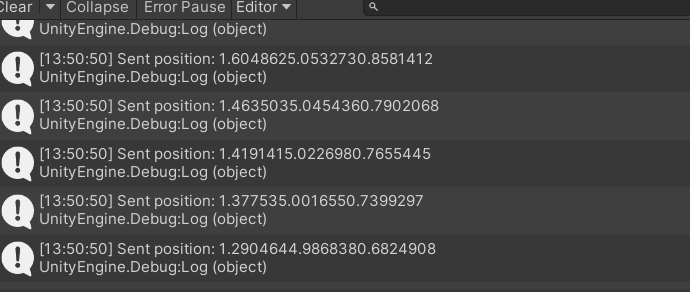 Clear Collapse Error Pause Editor
UnityEngine.Debug:Log (object)
[13:50:50] Sent position: 1.6048625.0532730.8581412
UnityEngine.Debug:Log (object)
[13:50:50] Sent position: 1.4635035.0454360.7902068
UnityEngine.Debug:Log (object)
[13:50:50] Sent position: 1.4191415.0226980.7655445
UnityEngine.Debug:Log (object)
[13:50:50] Sent position: 1.377535.0016550.7399297
UnityEngine.Debug:Log (object)
[13:50:50] Sent position: 1.2904644.9868380.6824908
UnityEngine.Debug:Log (object)